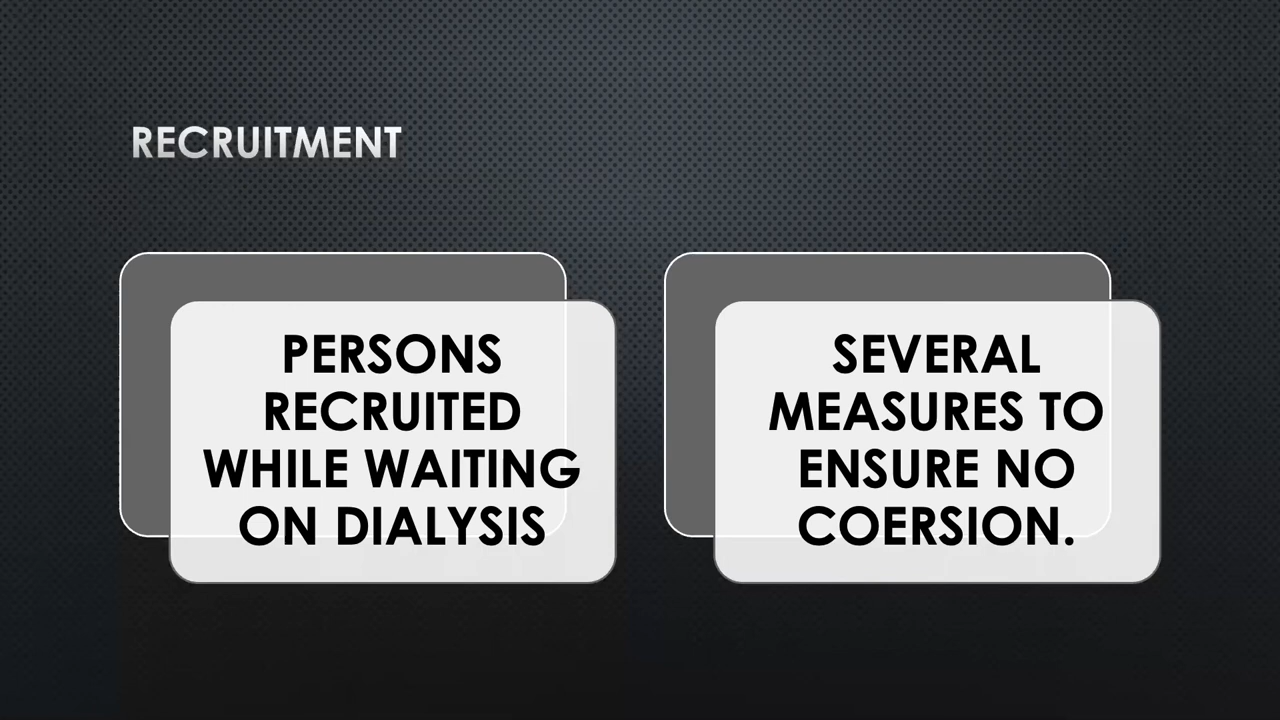 RECRUITMENT
PERSONS
RECRUITED
WHILE WAITING
ON DIALYSIS
SEVERAL
MEASURES TO
ENSURE NO
COERSION.